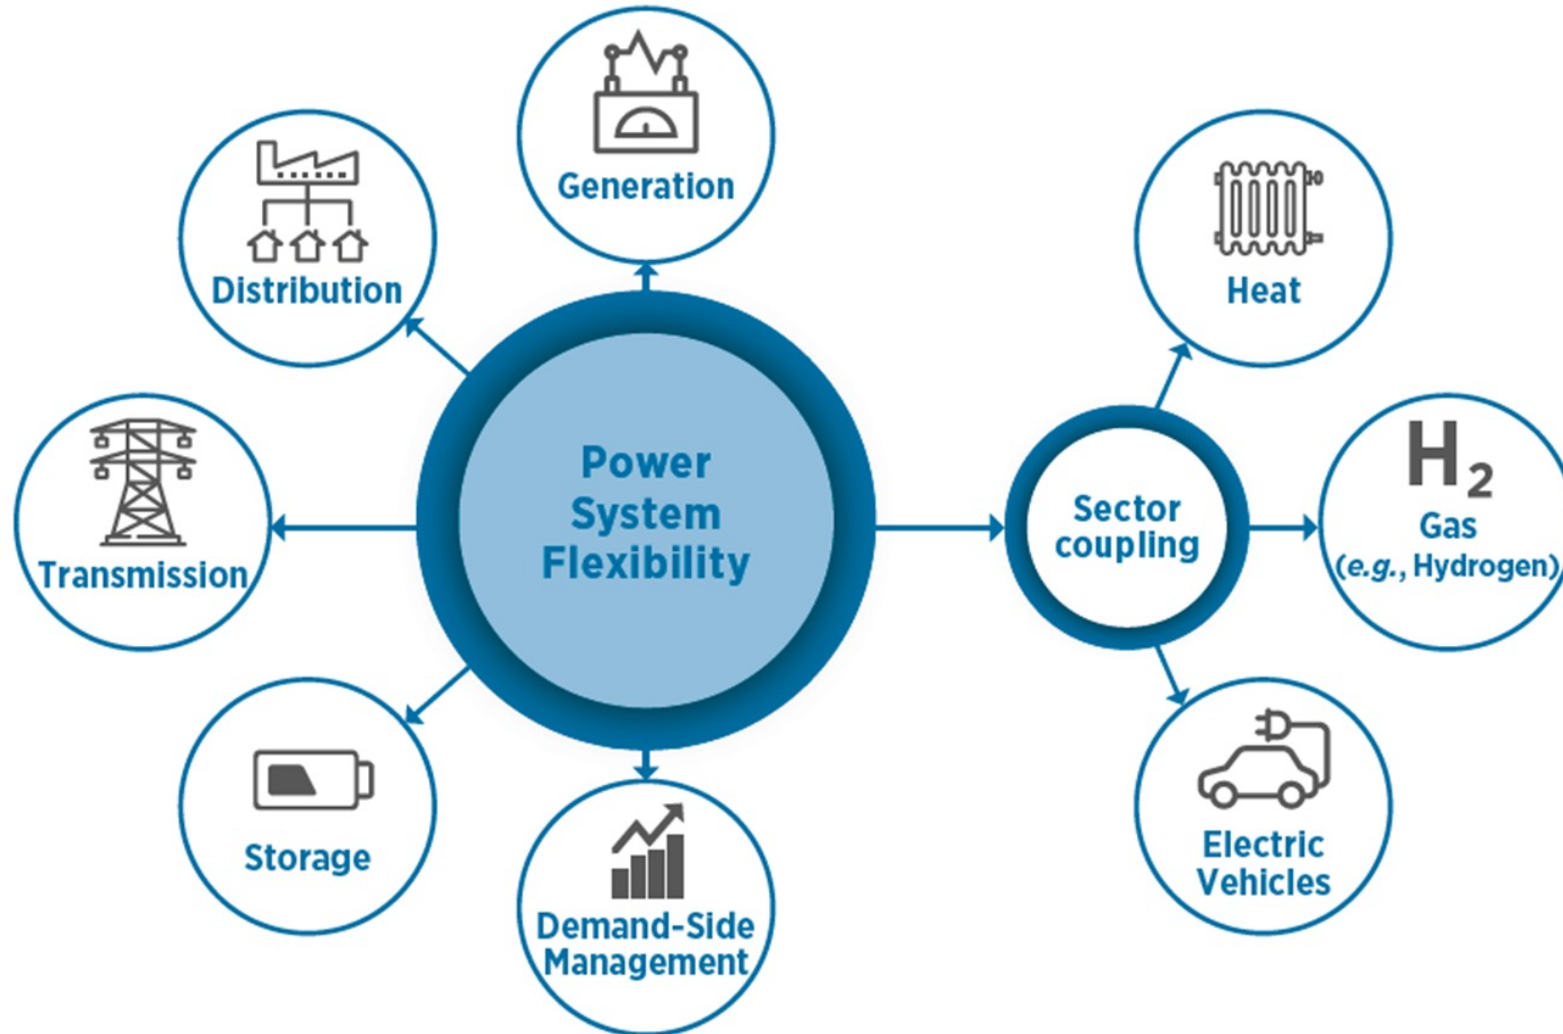 Generation
Distribution
Heat
Transmission
Power
System
Flexibility
Sector
coupling
H2
Gas
(e.g., Hydrogen)
Storage
Demand-Side
Management
Electric
Vehicles